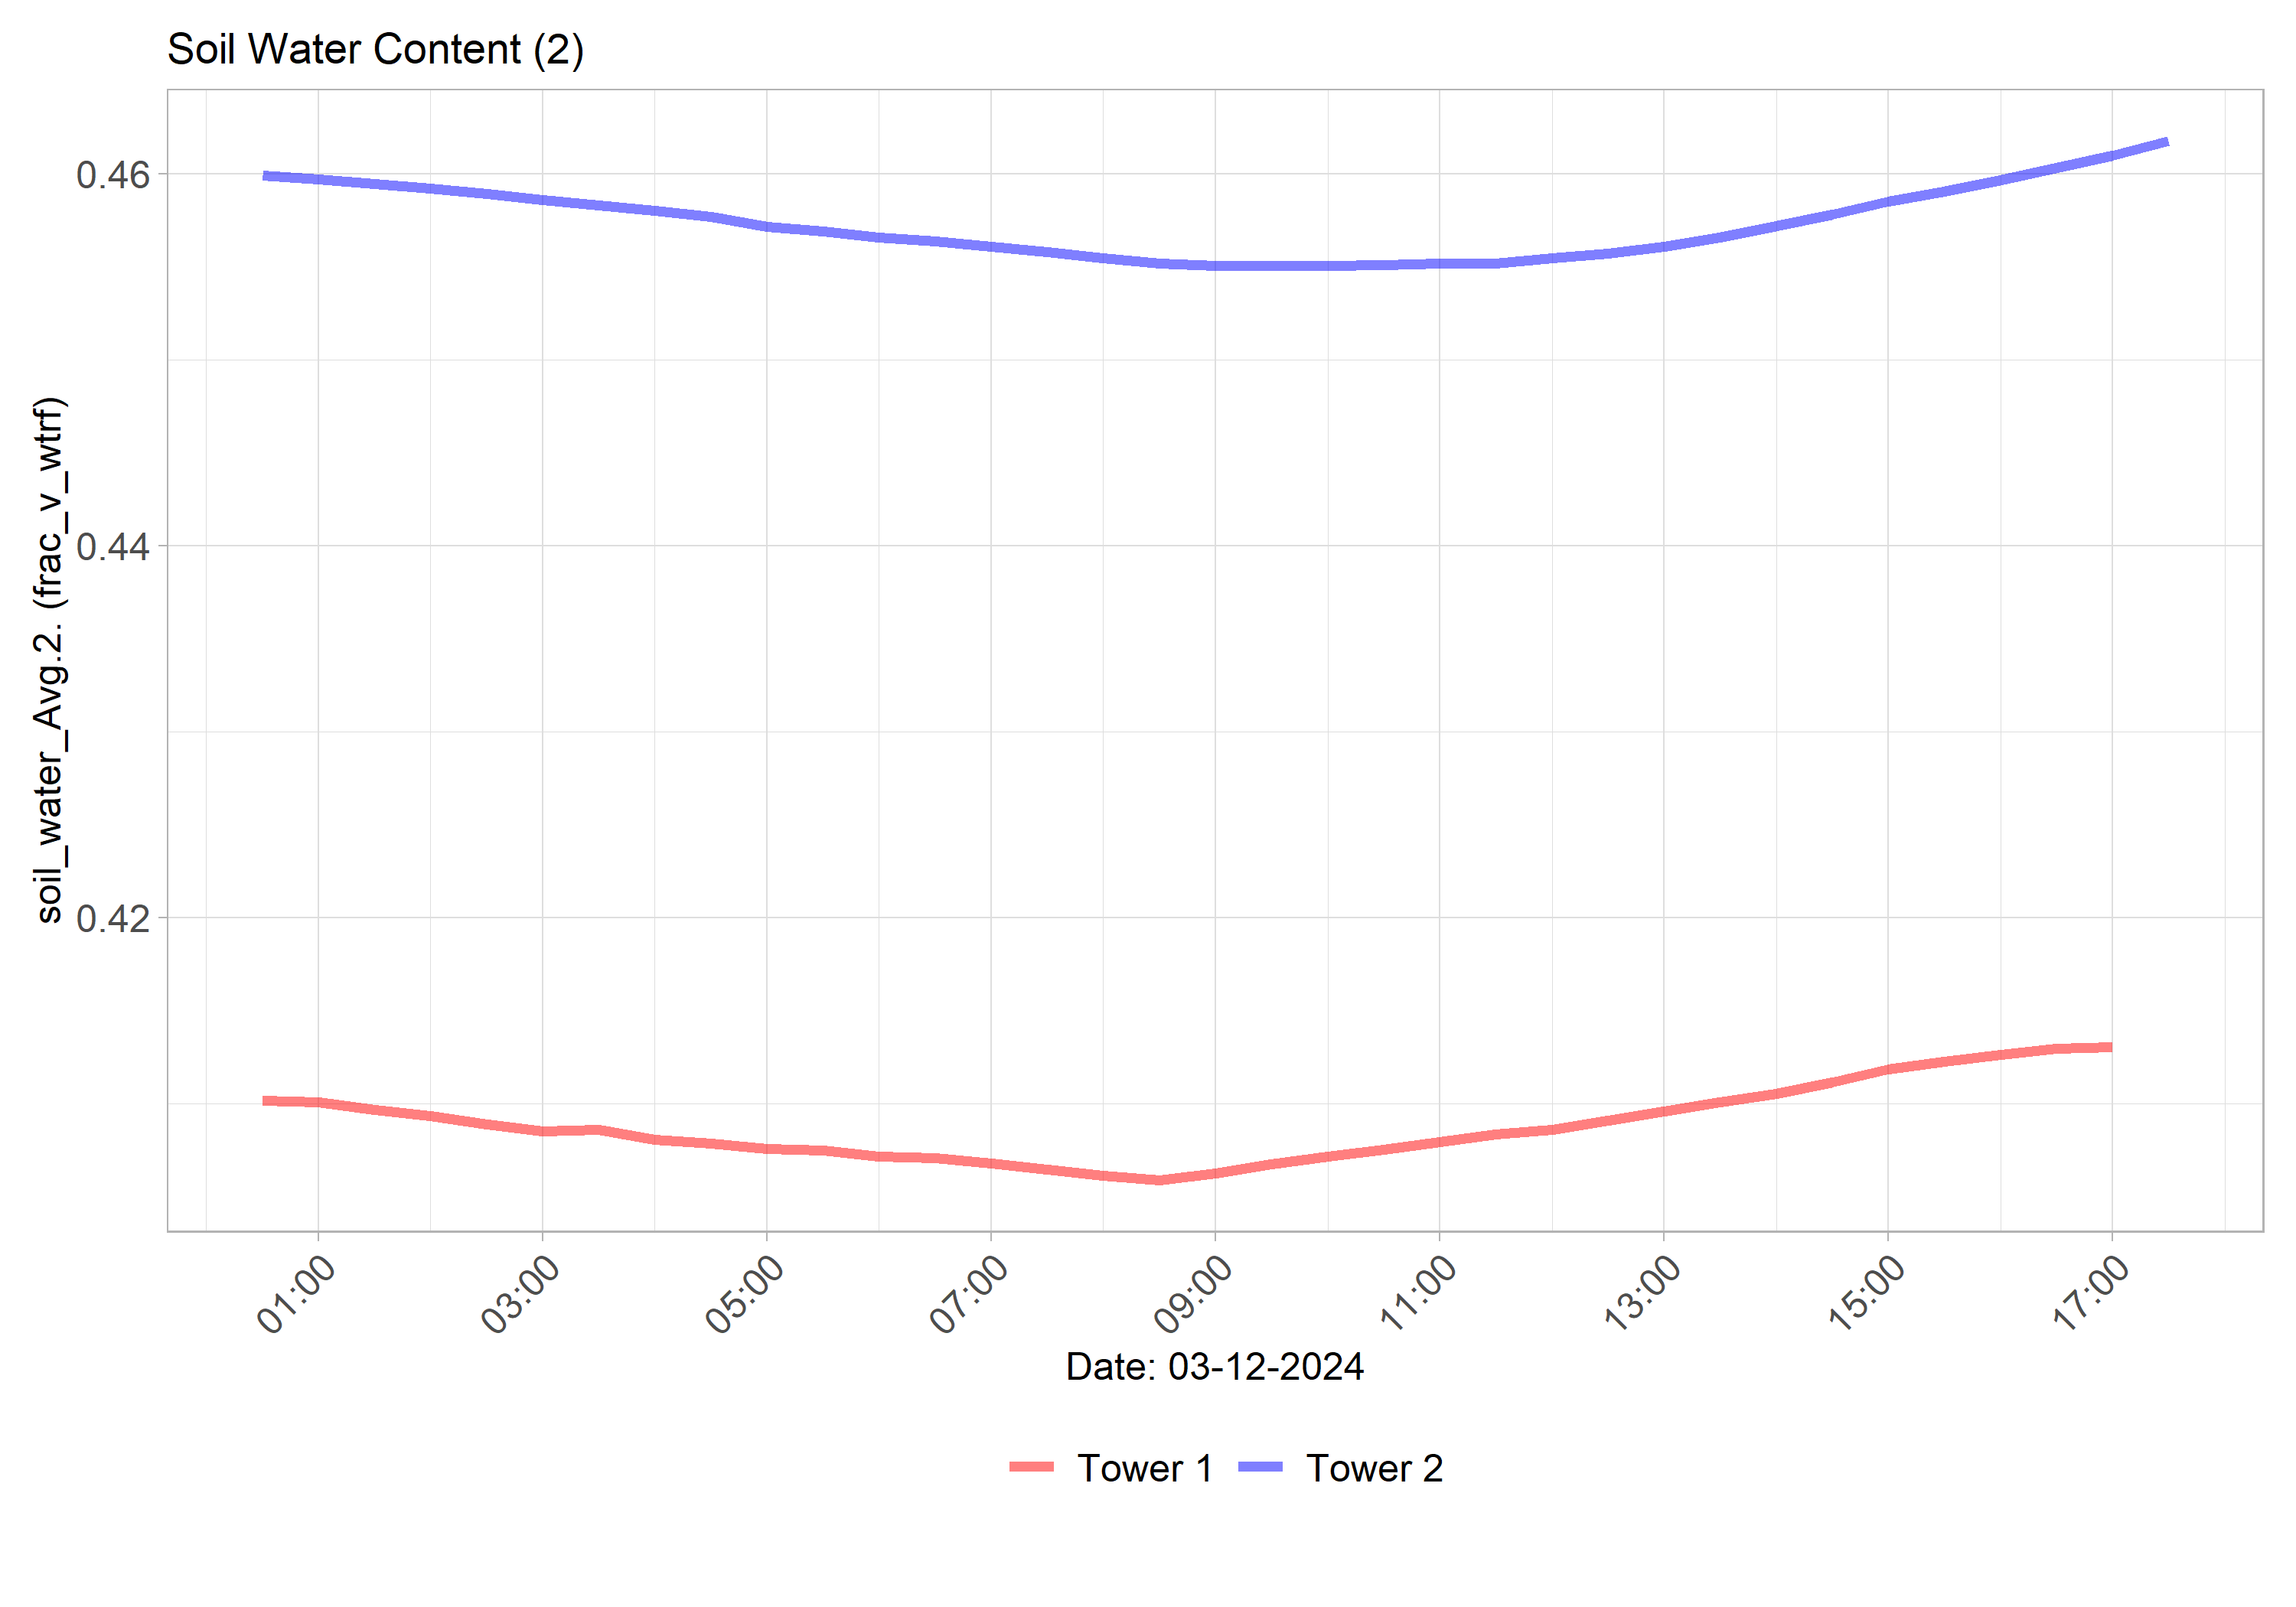 Soil Water Content (2)
soil_water_Avg.2. (frac_v_wtrf)
0.46
0.44
0.42
01:00
03:00
05:00
07:00
09:00
11:00
13:00
15:00
17:00
Date: 03-12-2024
Tower 1
Tower 2